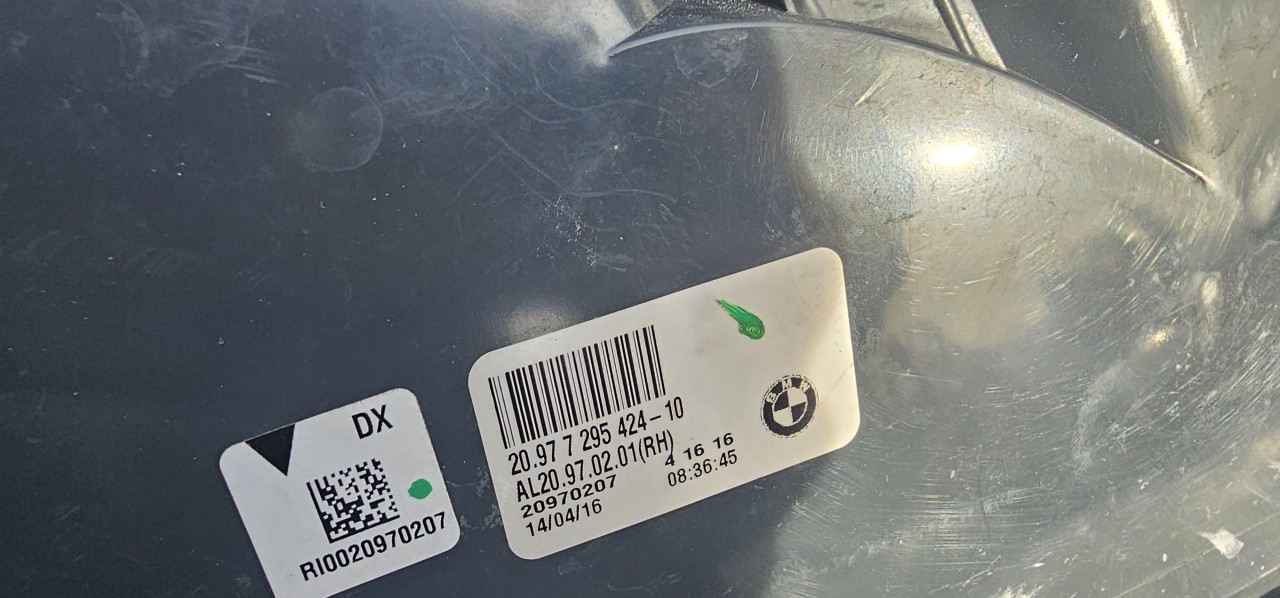 DX
RI0020970207
20.97 7 295 424-10
AL20.97.02.01(RH)
20970207
4 16 16
14/04/16
08:36:45
BMW